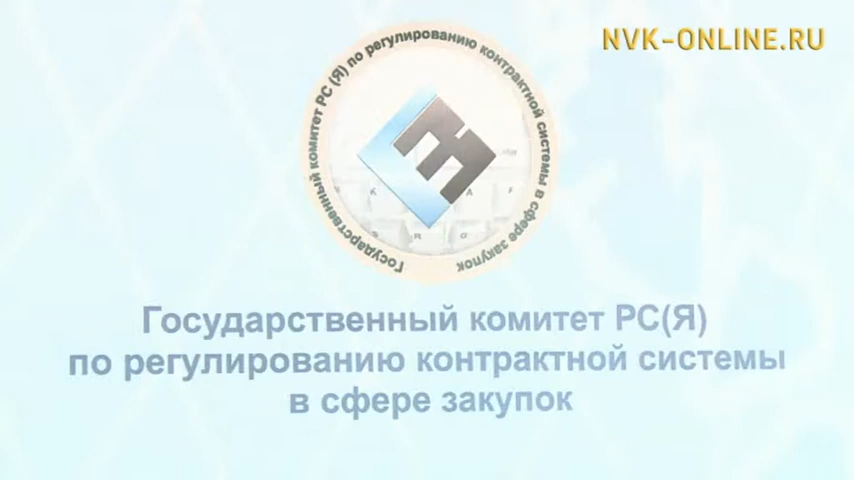 NVK-ONLINE.RU
Государственный комитет РС (Я) по регулированию контрактной системы в сфере закупок
Государственный комитет РС(Я)
по регулированию контрактной системы
в сфере закупок